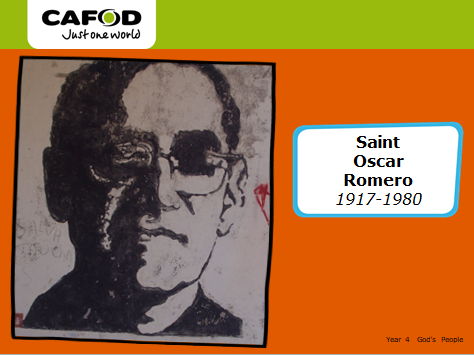 CAFOD
Just one world
Saint
Oscar
Romero
1917-1980
Year 4 God's People